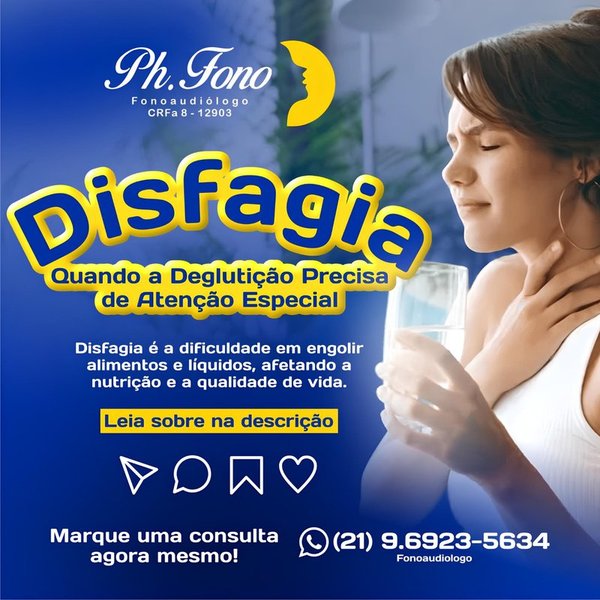 Ph. Fono
Fonoaudiólogo
CRFa 8 - 12903
Disfagia
Quando a Deglutição Precisa
de Atenção Especial
Disfagia é a dificuldade em engolir
alimentos e líquidos, afetando a
nutrição e a qualidade de vida.
Leia sobre na descrição
Marque uma consulta
agora mesmo!
(21) 9.6923-5634
Fonoaudiologo